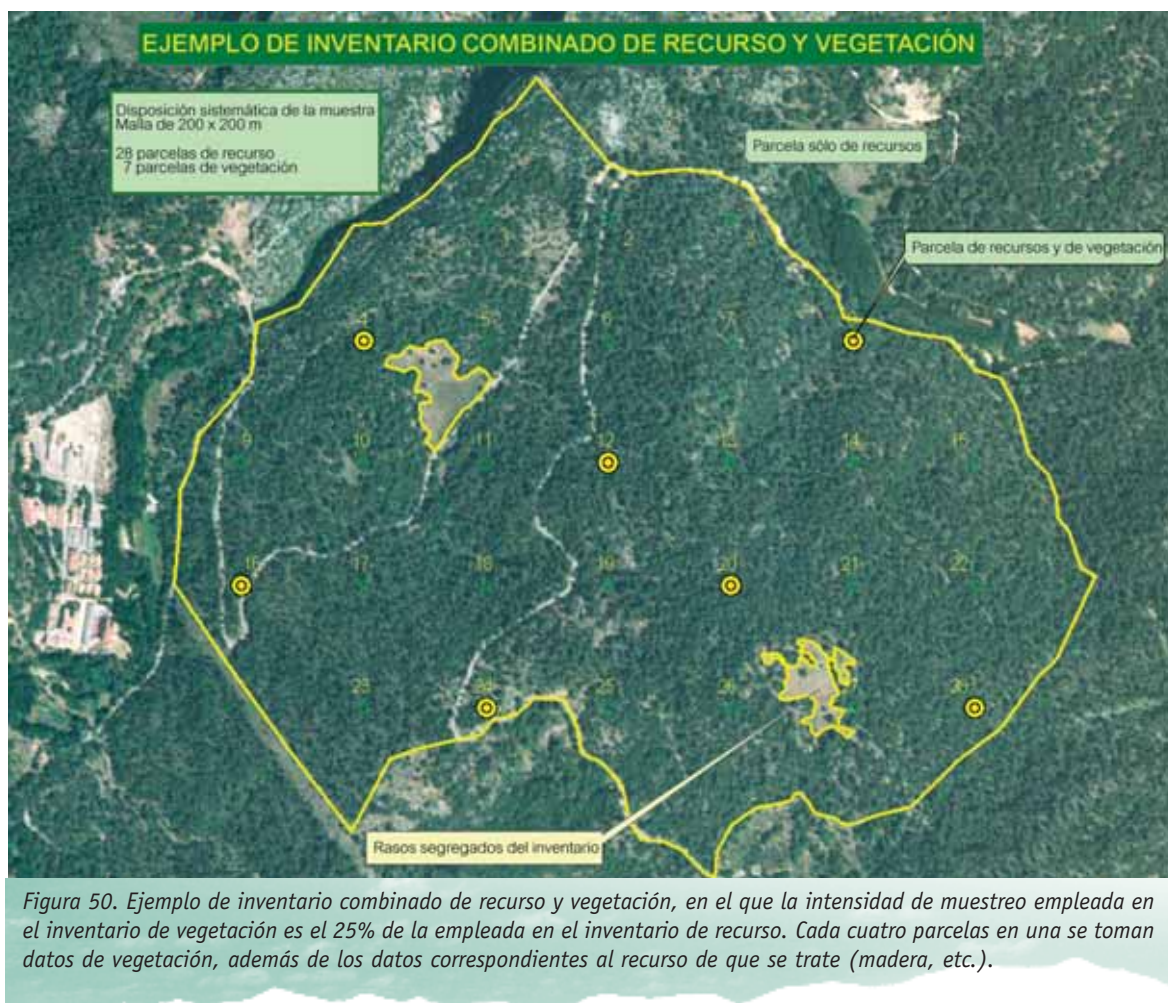 EJEMPLO DE INVENTARIO COMBINADO DE RECURSO Y VEGETACIÓN
Disposición sistemática de la muestra
Malla de 200 x 200 m
28 parcelas de recurso
7 parcelas de vegetación
Parcela sólo de recursos
Parcela de recursos y de vegetación
1
2
3
4
5
6
7
9
10
11
12
13
14
15
16
17
18
19
20
21
22
23
24
25
26
28
Rasos segregados del inventario
Figura 50. Ejemplo de inventario combinado de recurso y vegetación, en el que la intensidad de muestreo empleada en
el inventario de vegetación es el 25% de la empleada en el inventario de recurso. Cada cuatro parcelas en una se toman
datos de vegetación, además de los datos correspondientes al recurso de que se trate (madera, etc.).